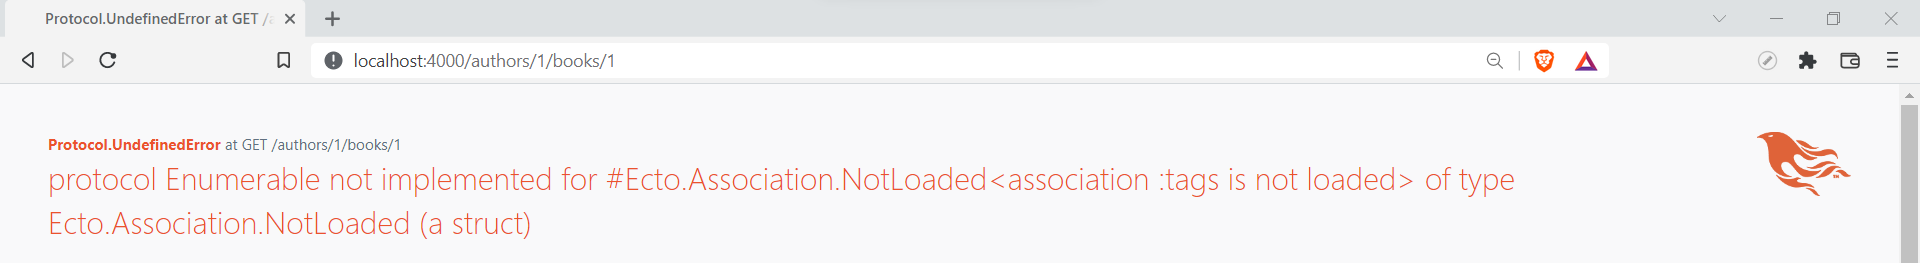 Protocol.UndefinedError at GET /a
localhost:4000/authors/1/books/1
Protocol.UndefinedError at GET /authors/1/books/1
protocol Enumerable not implemented for #Ecto.Association.NotLoaded<association :tags is not loaded> of type
Ecto.Association.NotLoaded (a struct)